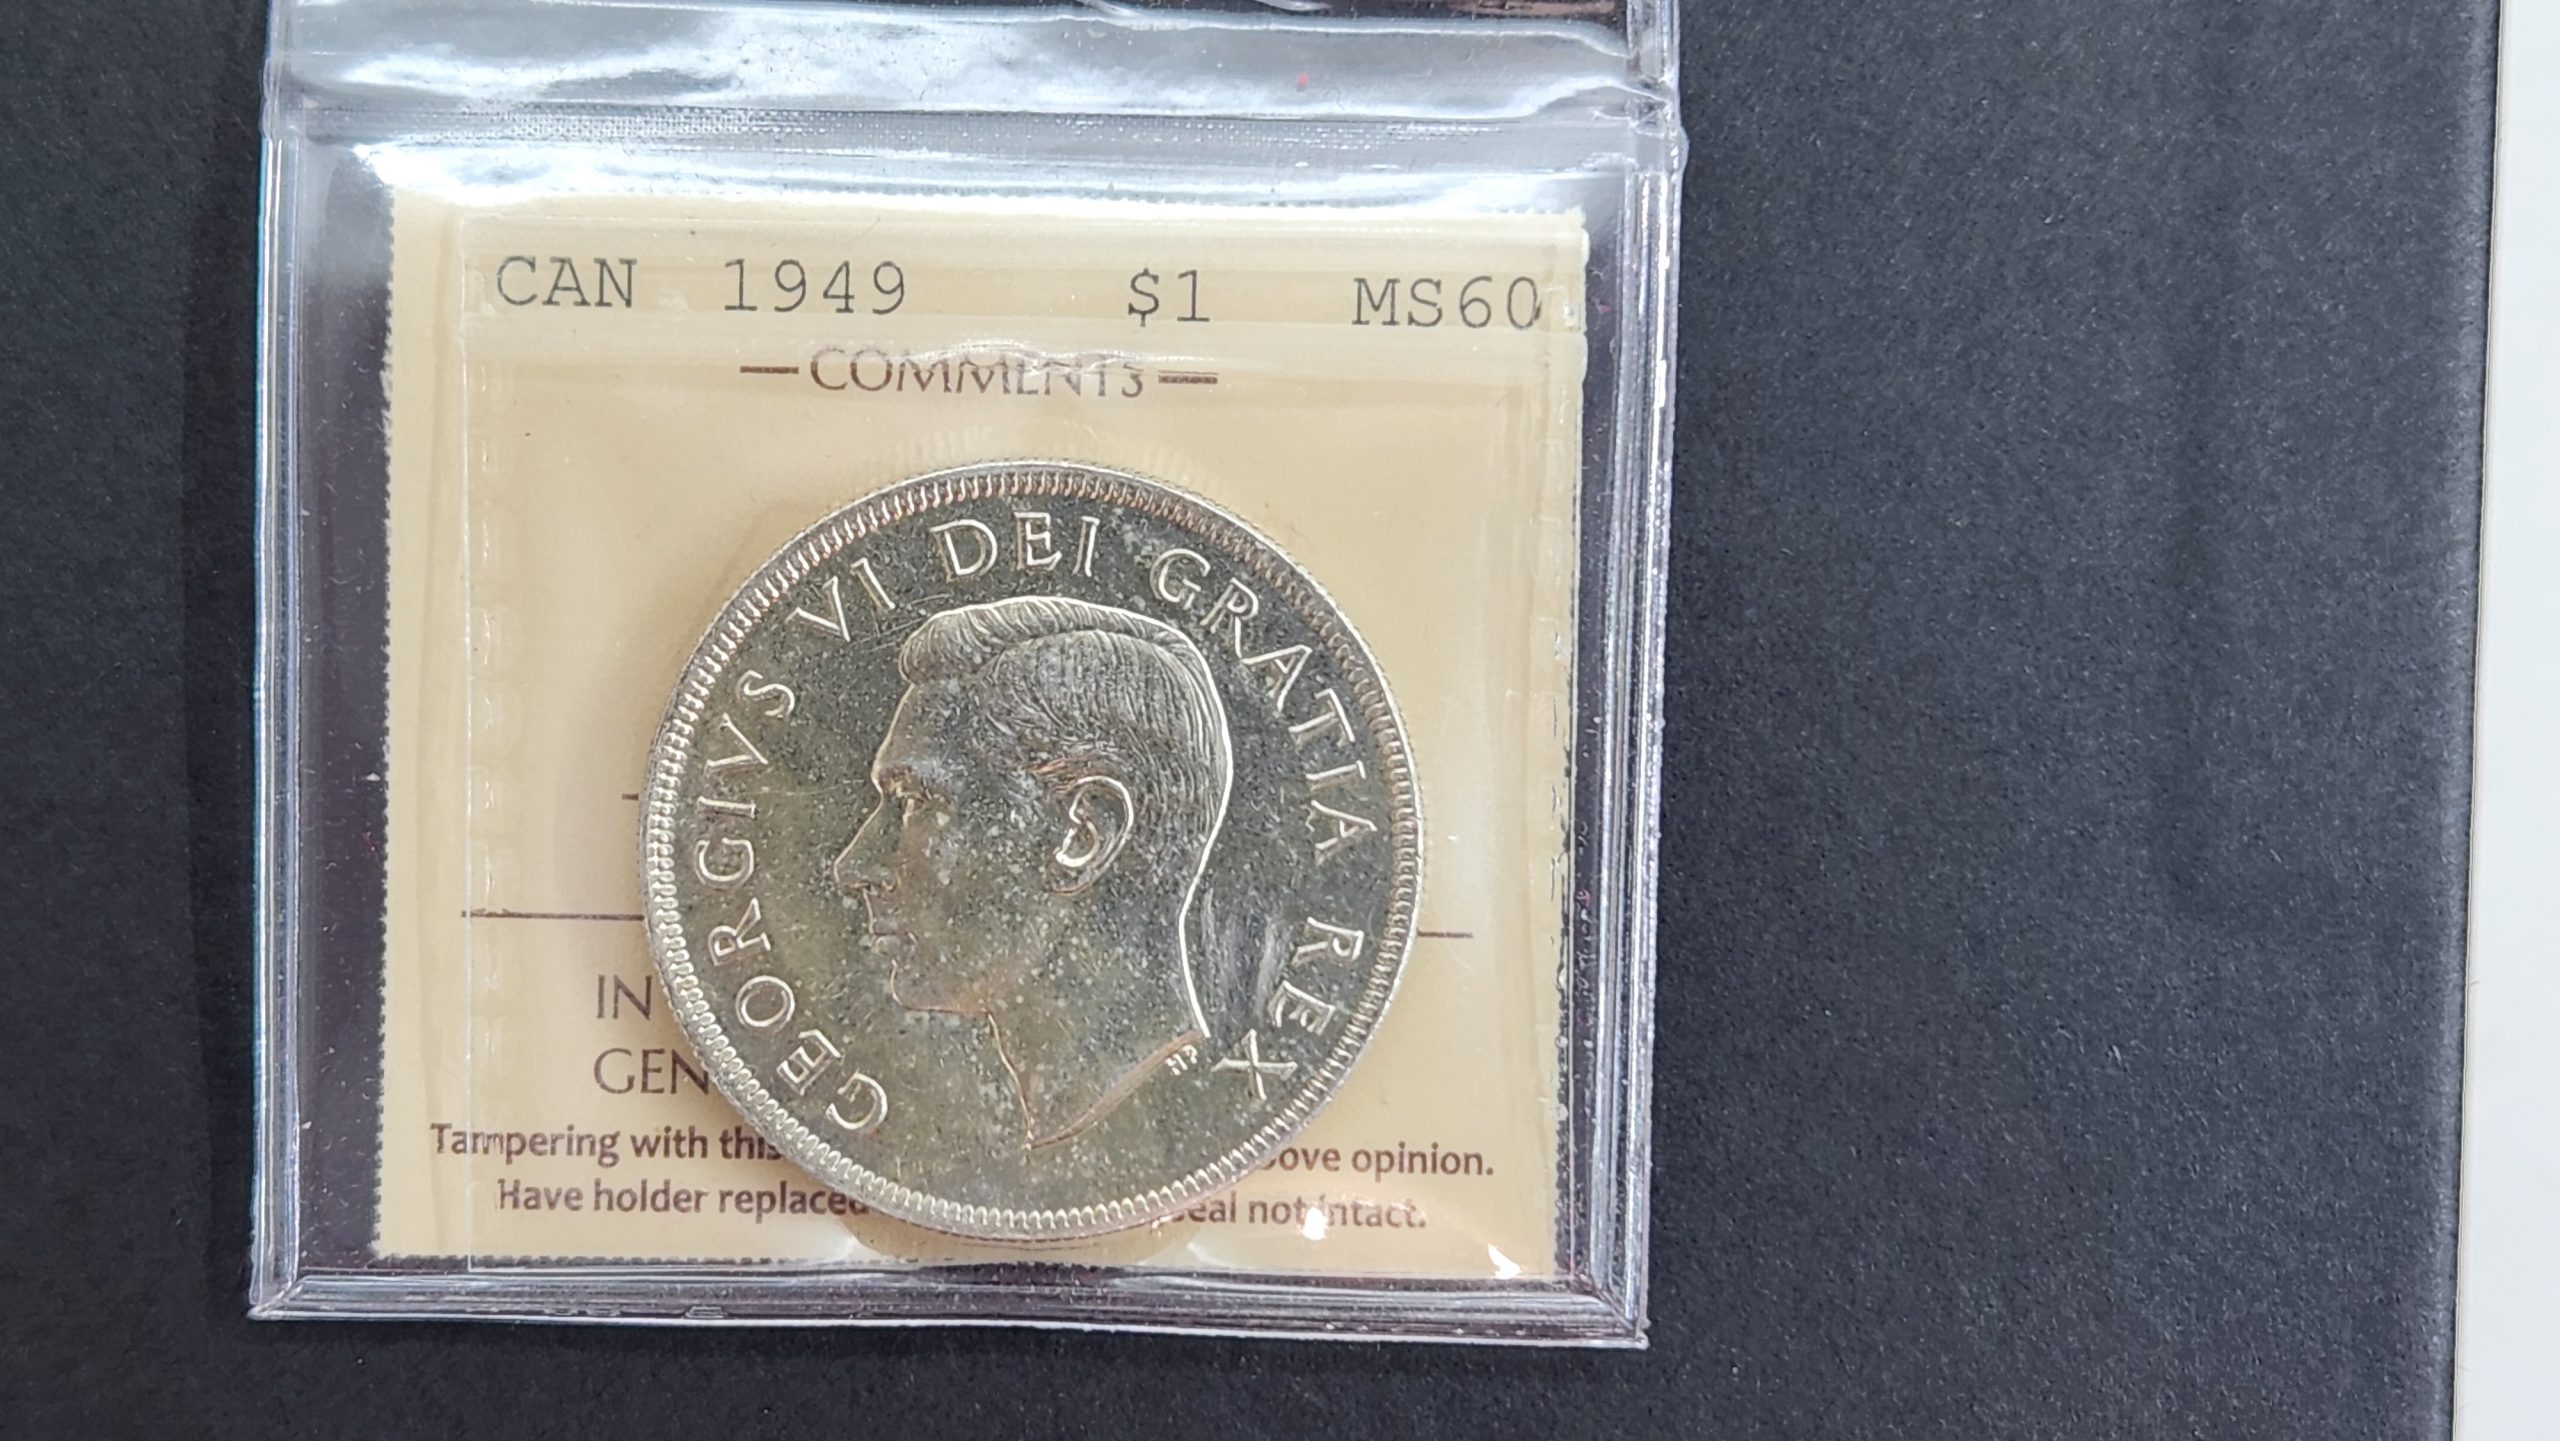 CAN 1949 $1 MS60
COMMENTS
GEORGIVS VI DEI GRATIA REX
HP
IN
GEN
Tampering with this ove opinion.
Have holder replaced seal not intact.